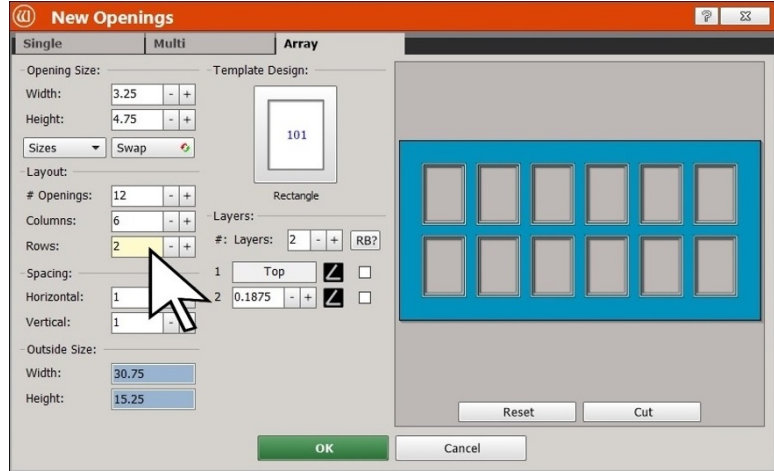 New Openings
Single Multi Array
Opening Size:
Width: 3.25 - +
Height: 4.75 - +
Sizes Swap
Layout:
# Openings: 12 - +
Columns: 6 - +
Rows: 2 - +
Spacing:
Horizontal: 1
Vertical: 1 -
Outside Size:
Width: 30.75
Height: 15.25
Template Design:
101
Rectangle
Layers:
#: Layers: 2 - + RB?
1 Top
2 0.1875 - +
Reset Cut
OK Cancel